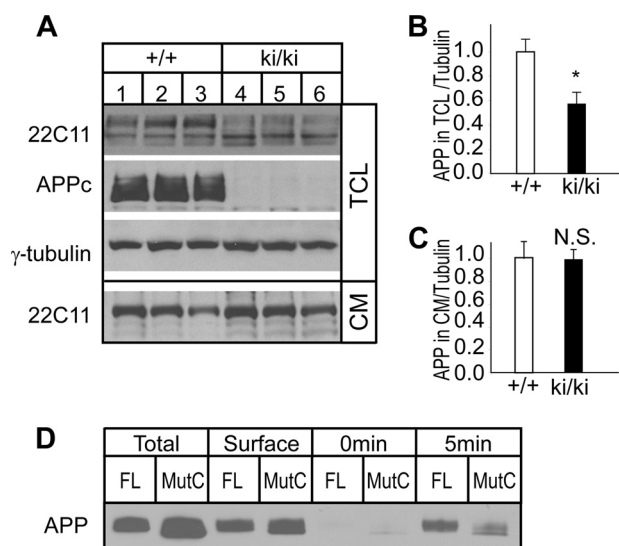 A
+/+ ki/ki
1 2 3 4 5 6
22C11
APPc
γ-tubulin
TCL
22C11
CM
B
APP in TCL /Tubulin
1.0
0.8
0.6
0.4
0.2
0.0
*
+/+ ki/ki
C
APP in CM/Tubulin
N.S.
1.0
0.8
0.6
0.4
0.2
0.0
+/+ ki/ki
D
Total Surface 0min 5min
FL MutC FL MutC FL MutC FL MutC
APP